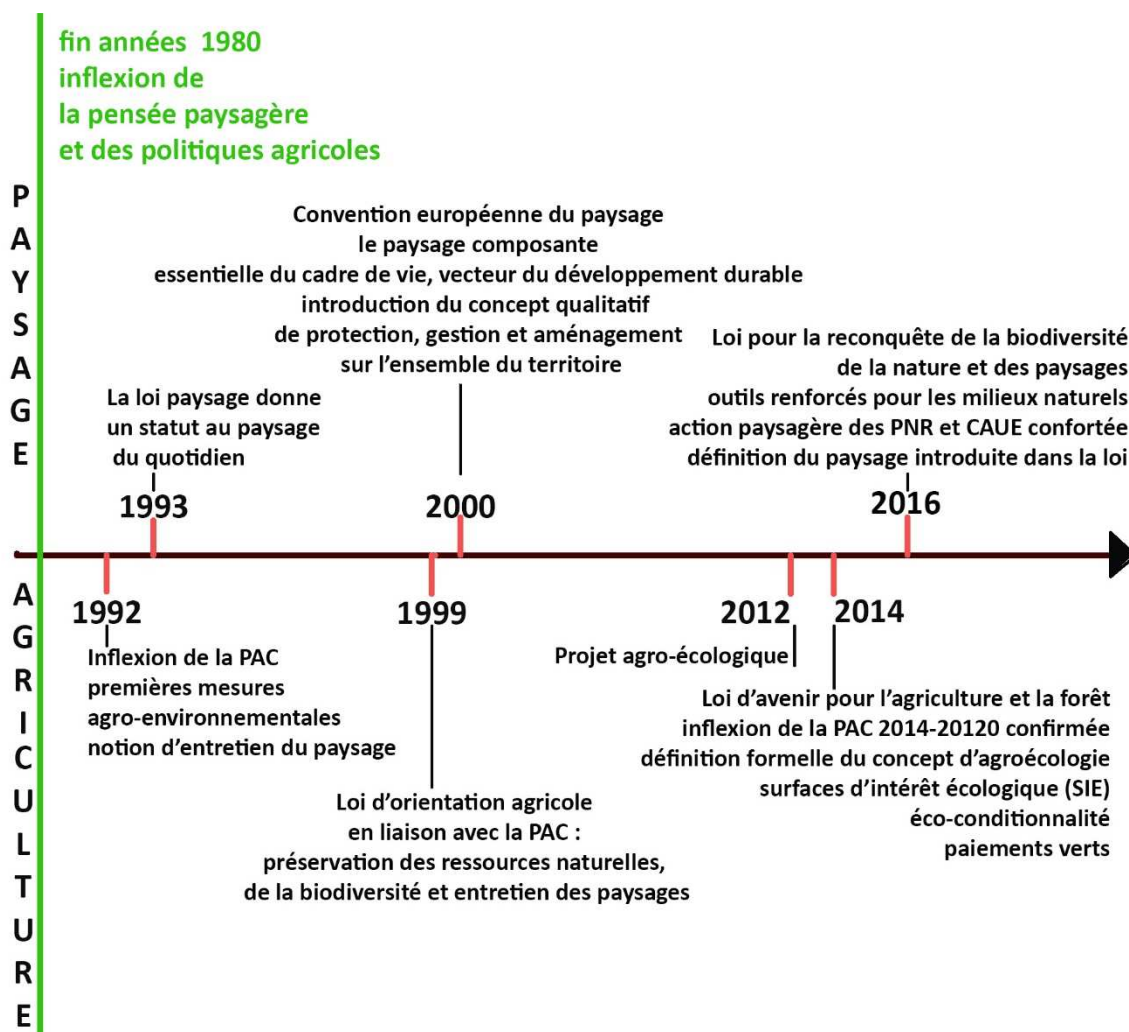 fin années 1980
inflexion de
la pensée paysagère
et des politiques agricoles
PAYSAGE
Convention européenne du paysage
le paysage composante
essentielle du cadre de vie, vecteur du développement durable
introduction du concept qualitatif
de protection, gestion et aménagement
sur l'ensemble du territoire
Loi pour la reconquête de la biodiversité
de la nature et des paysages
outils renforcés pour les milieux naturels
action paysagère des PNR et CAUE confortée
définition du paysage introduite dans la loi
La loi paysage donne
un statut au paysage
du quotidien
1993
2000
2016
AGRICULTURE
1992
1999
2012
2014
Inflexion de la PAC
premières mesures
agro-environnementales
notion d'entretien du paysage
Projet agro-écologique
Loi d'orientation agricole
en liaison avec la PAC :
préservation des ressources naturelles,
de la biodiversité et entretien des paysages
Loi d'avenir pour l'agriculture et la forêt
inflexion de la PAC 2014-20120 confirmée
définition formelle du concept d'agroécologie
surfaces d'intérêt écologique (SIE)
éco-conditionnalité
paiements verts